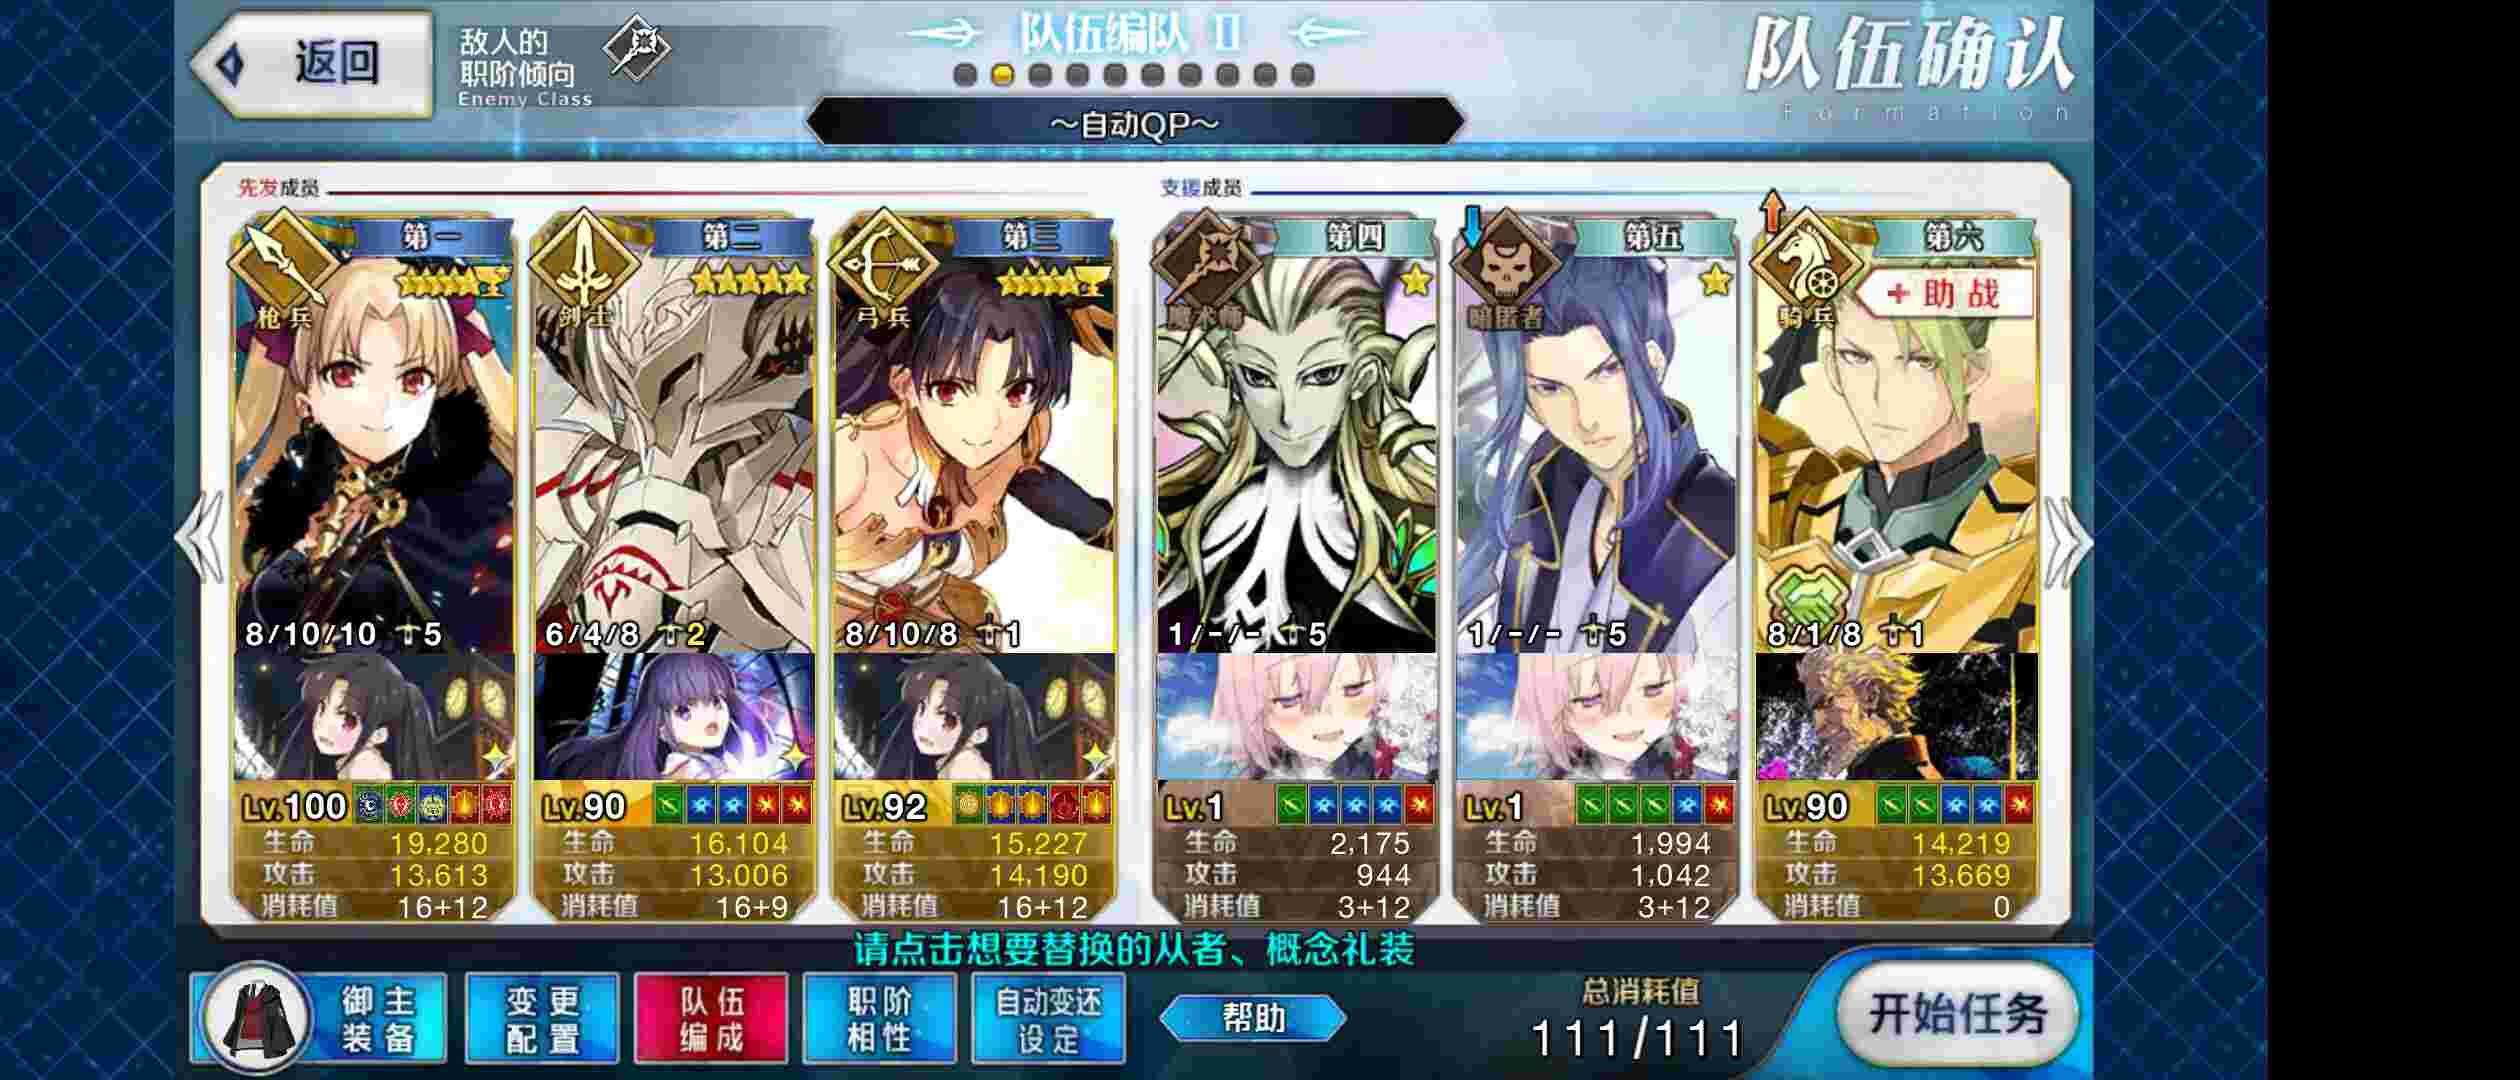 返回
敌人的
职阶倾向
Enemy Class
队伍编队 II
～自动QP～
队伍确认
Formation
先发成员
支援成员
第一
枪兵
8/10/10 5
Lv.100
生命 19,280
攻击 13,613
消耗值 16+12
第二
剑士
6/4/8 2
Lv.90
生命 16,104
攻击 13,006
消耗值 16+9
第三
弓兵
8/10/8 1
Lv.92
生命 15,227
攻击 14,190
消耗值 16+12
第四
魔术师
1/-/- 5
Lv.1
生命 2,175
攻击 944
消耗值 3+12
第五
暗匿者
1/-/- 5
Lv.1
生命 1,994
攻击 1,042
消耗值 3+12
第六
+助战
骑兵
8/1/8 1
Lv.90
生命 14,219
攻击 13,669
消耗值 0
请点击想要替换的从者、概念礼装
御主
装备
变更
配置
队伍
编成
职阶
相性
自动变还
设定
帮助
总消耗值
111/111
开始任务